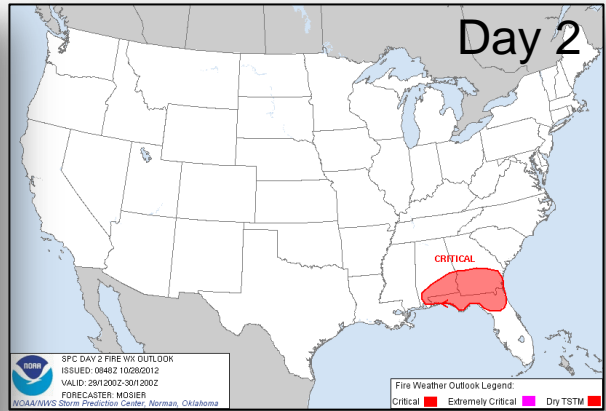 Day 2
CRITICAL
NOAA
SPC DAY 2 FIRE WX OUTLOOK
ISSUED: 0848Z 10/28/2012
VALID: 29/1200Z-30/1200Z
FORECASTER: MOSIER
NOAA/NWS Storm Prediction Center, Norman, Oklahoma
Fire Weather Outlook Legend:
Critical Extremely Critical Dry TSTM